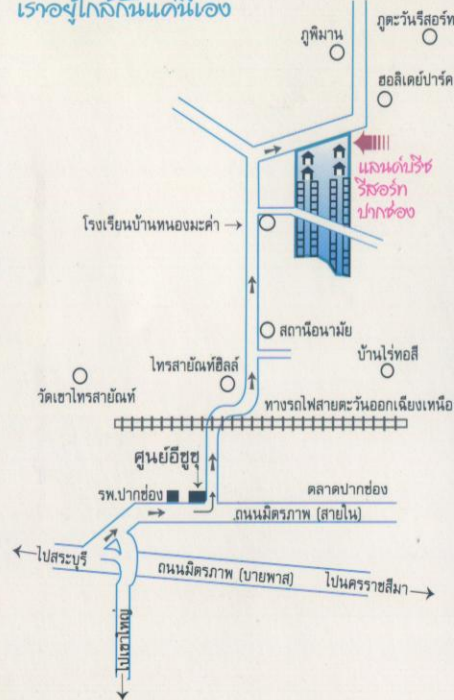 เราอยู่ใกล้กันแค่นี้เอง
ภูตะวันรีสอร์ท
ภูพิมาน
ฮอลิเดย์ปาร์ค
แลนด์บรีซ
รีสอร์ท
ปากช่อง
โรงเรียนบ้านหนองมะค่า
สถานีอนามัย
ไทรสายัณท์ฮิลล์
บ้านไร่ทอสี
วัดเขาไทรสายัณท์
ทางรถไฟสายตะวันออกเฉียงเหนือ
ศูนย์อีซูซุ
รพ.ปากช่อง
ตลาดปากช่อง
.ถนนมิตรภาพ (สายใน)
ไปสระบุรี
ถนนมิตรภาพ (บายพาส)
ไปนครราชสีมา
ไปเขาใหญ่